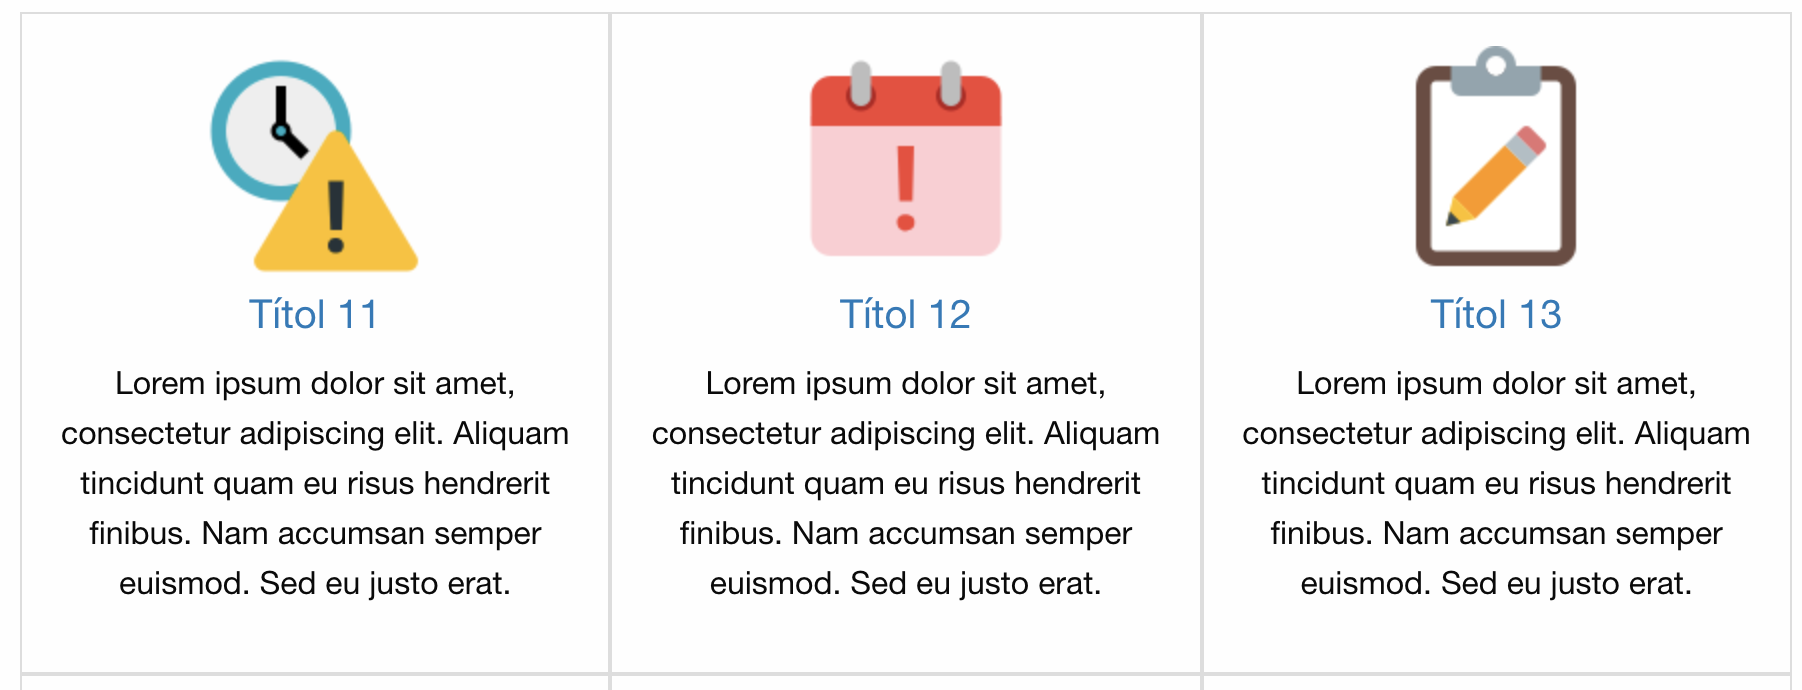 Títol 11
Lorem ipsum dolor sit amet,
consectetur adipiscing elit. Aliquam
tincidunt quam eu risus hendrerit
finibus. Nam accumsan semper
euismod. Sed eu justo erat.
Títol 12
Lorem ipsum dolor sit amet,
consectetur adipiscing elit. Aliquam
tincidunt quam eu risus hendrerit
finibus. Nam accumsan semper
euismod. Sed eu justo erat.
Títol 13
Lorem ipsum dolor sit amet,
consectetur adipiscing elit. Aliquam
tincidunt quam eu risus hendrerit
finibus. Nam accumsan semper
euismod. Sed eu justo erat.